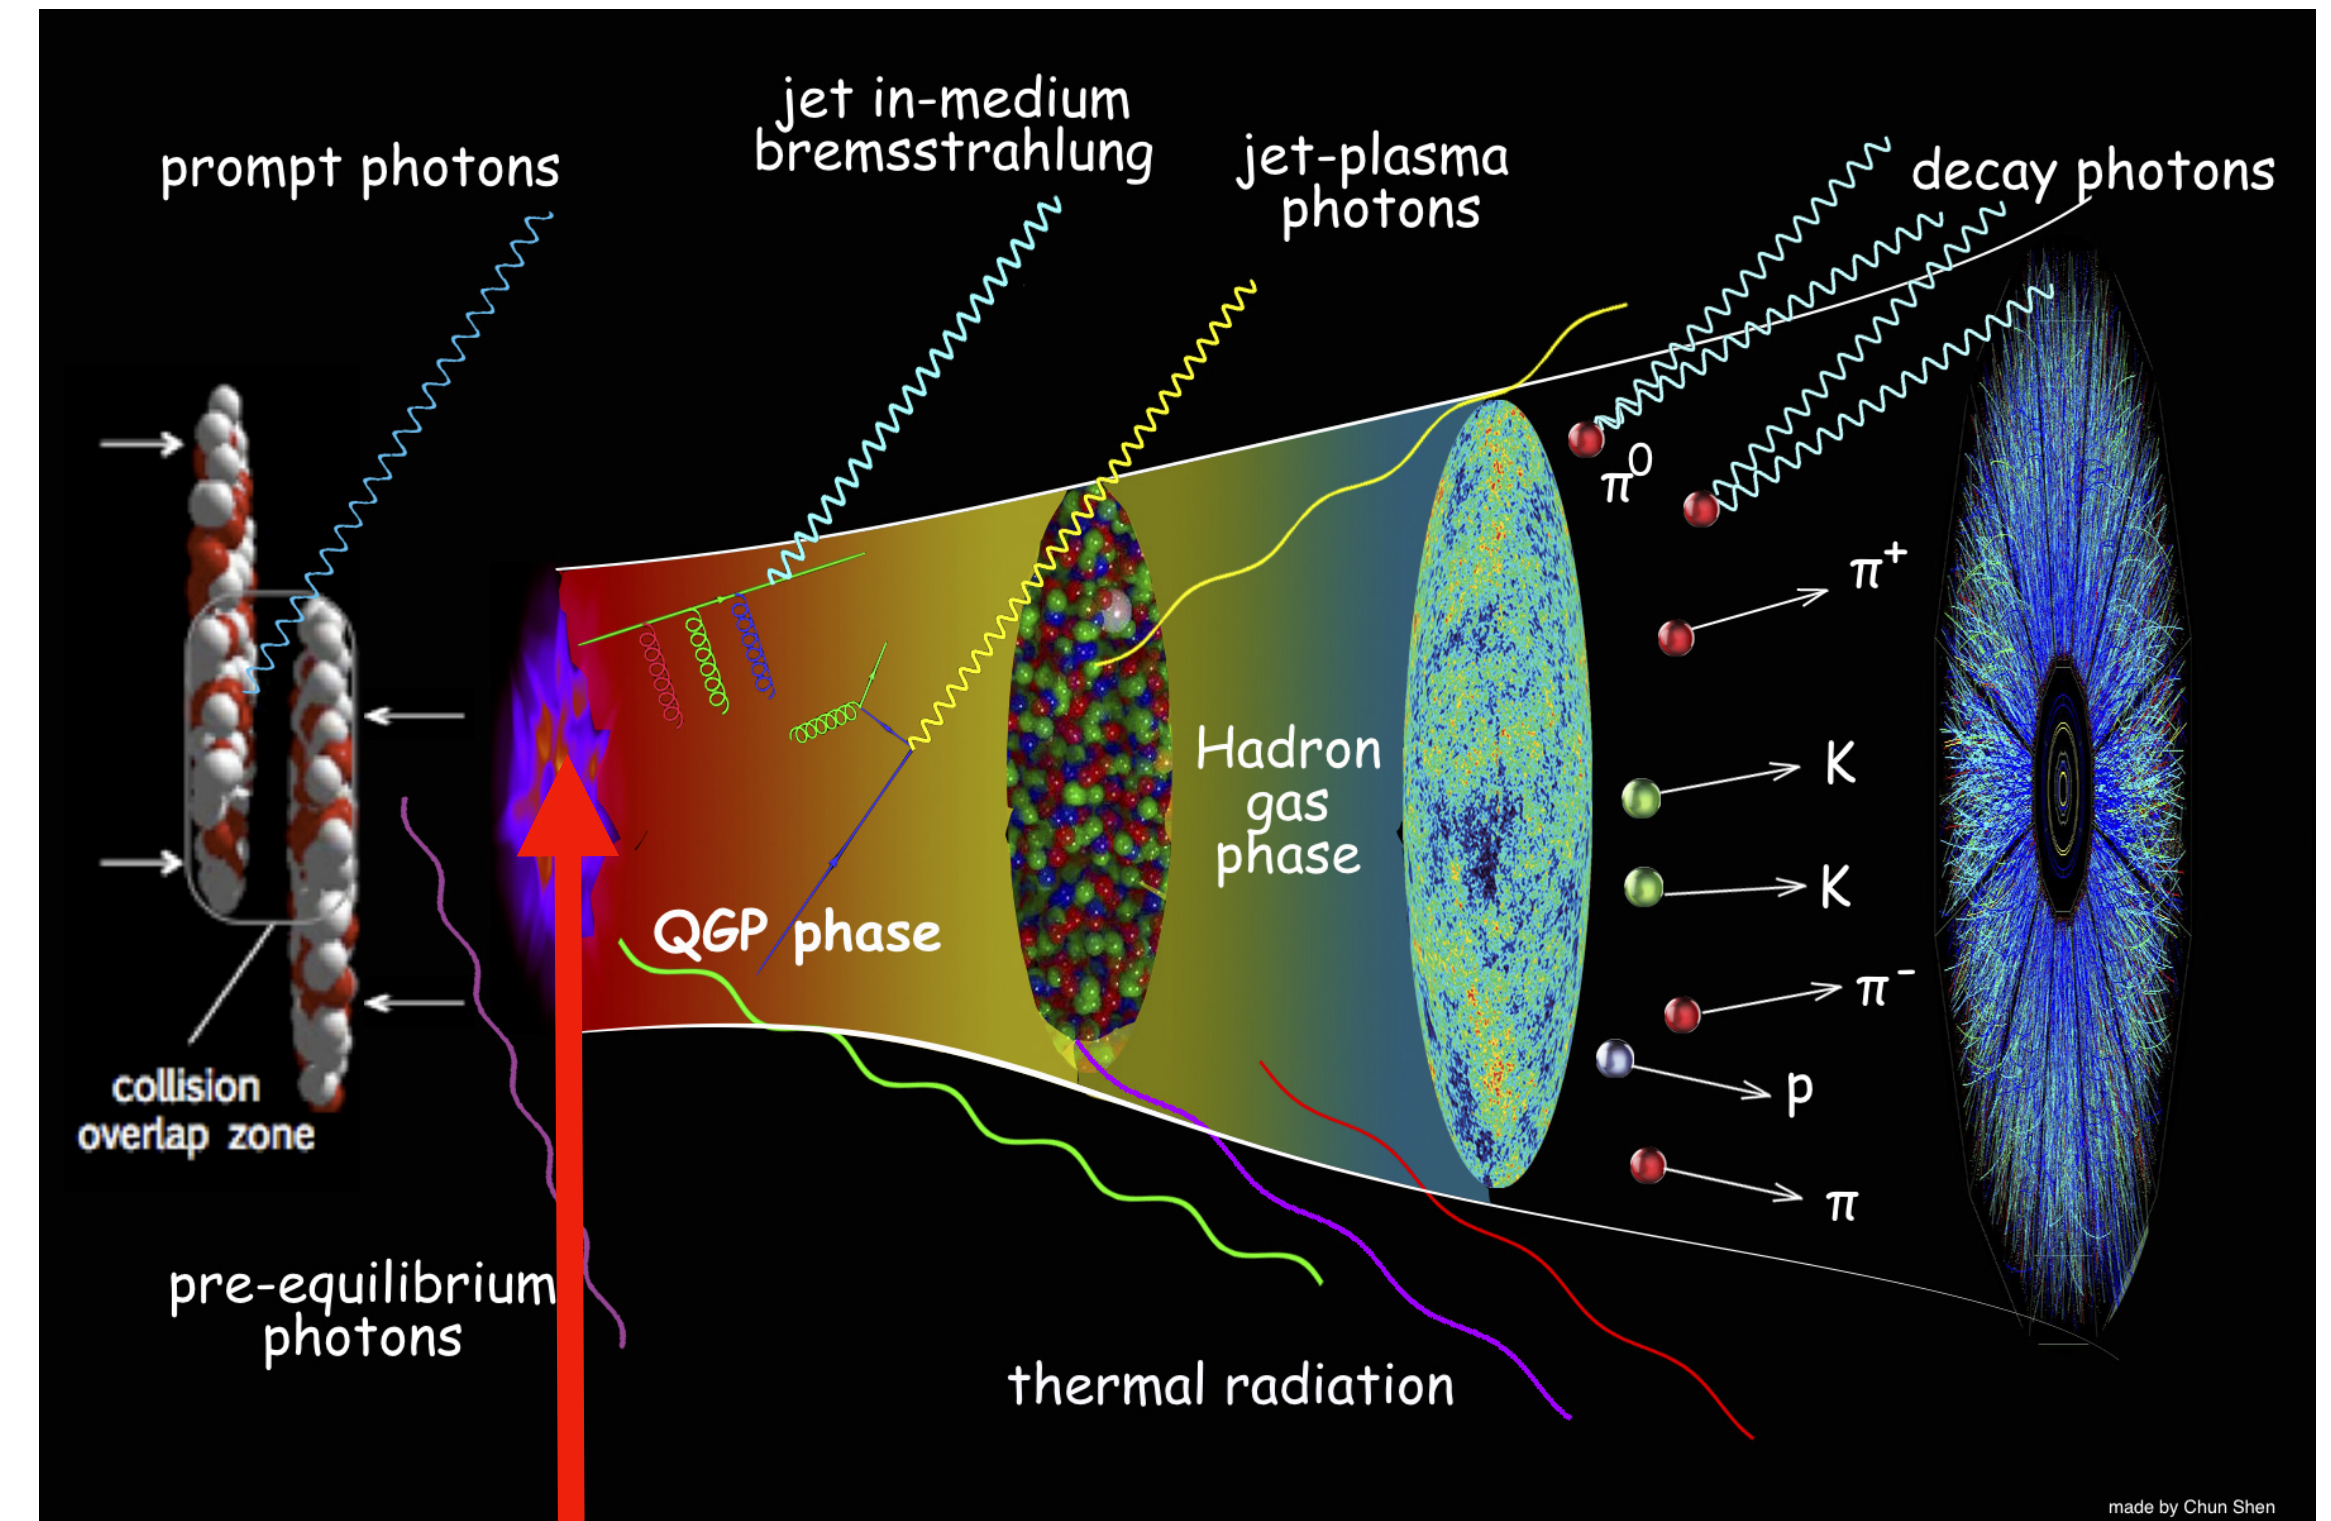 prompt photons
jet in-medium
bremsstrahlung
jet-plasma
photons
decay photons
π⁰
π⁺
K
K
π⁻
p
π
QGP phase
Hadron
gas
phase
collision
overlap zone
pre-equilibrium
photons
thermal radiation
made by Chun Shen